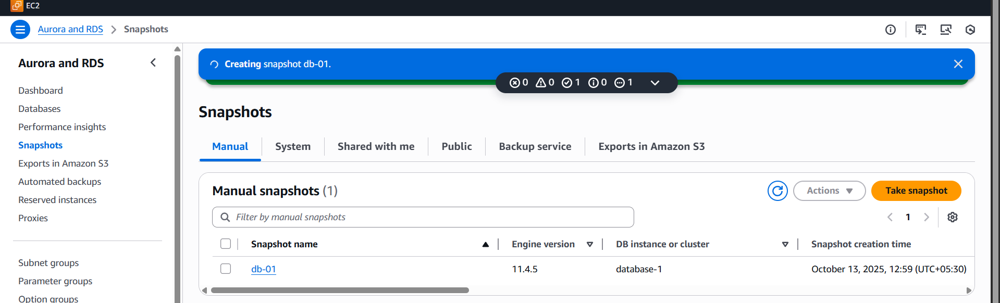 EC2
Aurora and RDS > Snapshots
Aurora and RDS
Dashboard
Databases
Performance insights
Snapshots
Exports in Amazon S3
Automated backups
Reserved instances
Proxies
Subnet groups
Parameter groups
Option groups
Creating snapshot db-01.
0 0 1 0 1
Snapshots
Manual System Shared with me Public Backup service Exports in Amazon S3
Manual snapshots (1)
Actions Take snapshot
Filter by manual snapshots
1
Snapshot name Engine version DB instance or cluster Snapshot creation time
db-01 11.4.5 database-1 October 13, 2025, 12:59 (UTC+05:30)